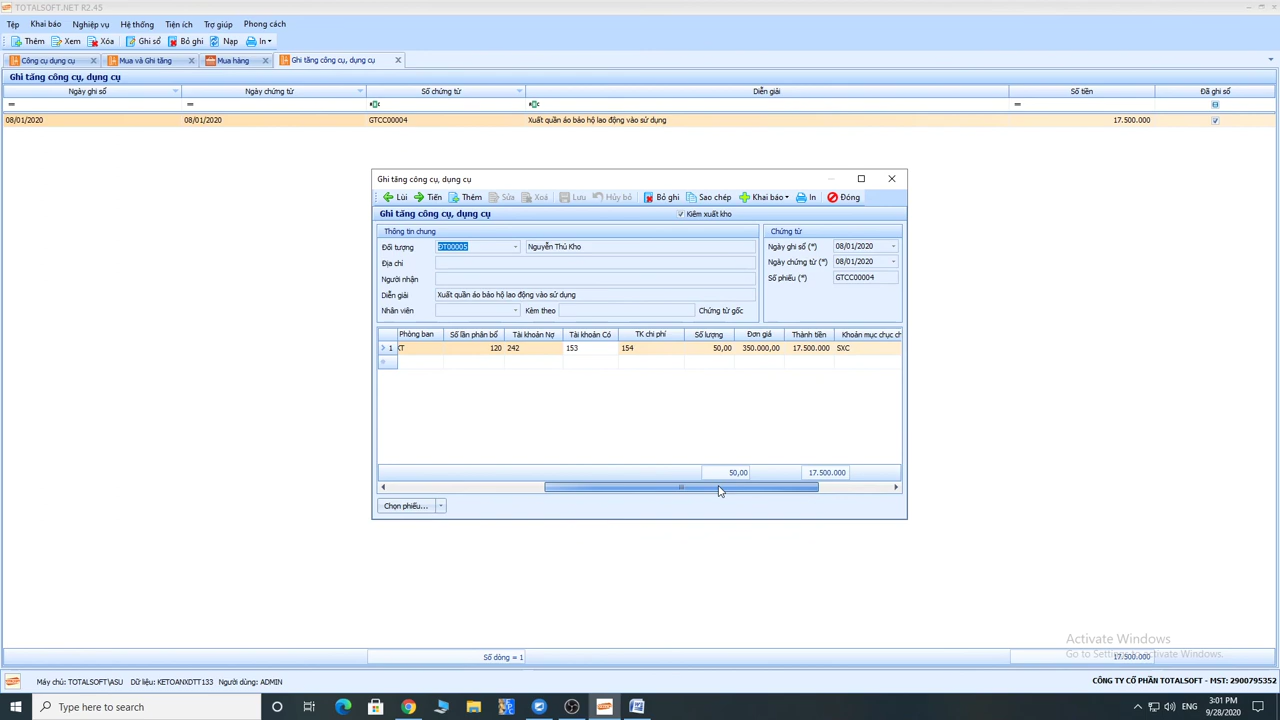 TOTALSOFT.NET R2.45
Tệp Khai báo Nghiệp vụ Hệ thống Tiện ích Trợ giúp Phong cách
Thêm Xem Xóa Ghi sổ Bỏ ghi Nạp In
Công cụ dụng cụ Mua và Ghi tăng Mua hàng Ghi tăng công cụ, dụng cụ
Ghi tăng công cụ, dụng cụ
Ngày ghi sổ Ngày chứng từ Số chứng từ Diễn giải Số tiền Đã ghi sổ
08/01/2020 08/01/2020 GTCC00004 Xuất quần áo bảo hộ lao động vào sử dụng 17.500.000
Ghi tăng công cụ, dụng cụ
Lùi Tiến Thêm Sửa Xoá Lưu Hủy bỏ Bỏ ghi Sao chép Khai báo In Đóng
Ghi tăng công cụ, dụng cụ Kiêm xuất kho
Thông tin chung Chứng từ
Đối tượng ĐT00005 Nguyễn Thủ Kho Ngày ghi sổ (*) 08/01/2020
Địa chỉ Ngày chứng từ (*) 08/01/2020
Người nhận Số phiếu (*) GTCC00004
Diễn giải Xuất quần áo bảo hộ lao động vào sử dụng
Nhân viên Kèm theo Chứng từ gốc
Phòng ban Số lần phân bổ Tài khoản Nợ Tài khoản Có TK chi phí Số lượng Đơn giá Thành tiền Khoản mục chục ch
1 KT 120 242 153 154 50,00 350.000,00 17.500.000 SXC
50,00 17.500.000
Chọn phiếu...
Activate Windows
Go to Settings to activate Windows.
Số dòng = 1 17.500.000
Máy chủ: TOTALSOFT\ASU Dữ liệu: KETOANXDTT133 Người dùng: ADMIN CÔNG TY CỔ PHẦN TOTALSOFT - MST: 2900795352
Type here to search
ENG 3:01 PM
9/28/2020